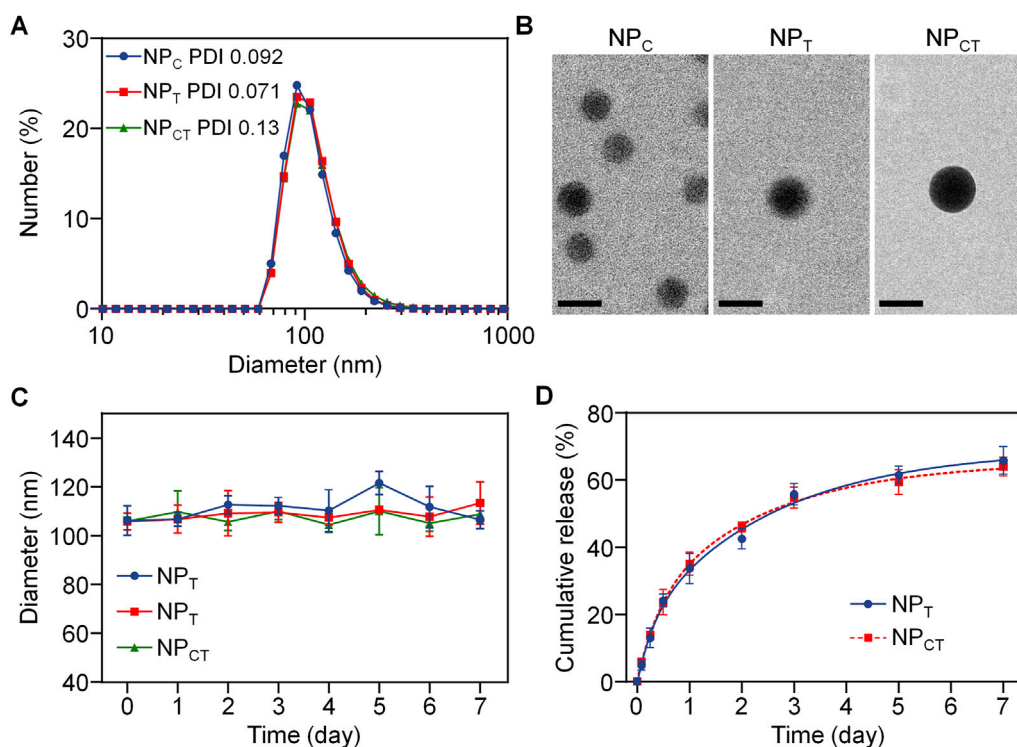 A
Number (%)
30
20
10
0
NPC PDI 0.092
NPT PDI 0.071
NPCT PDI 0.13
10
100
1000
Diameter (nm)
B
NPC
NPT
NPCT
C
Diameter (nm)
140
120
100
80
60
40
NPT
NPT
NPCT
0 1 2 3 4 5 6 7
Time (day)
D
Cumulative release (%)
80
60
40
20
0
NPT
NPCT
0 1 2 3 4 5 6 7
Time (day)